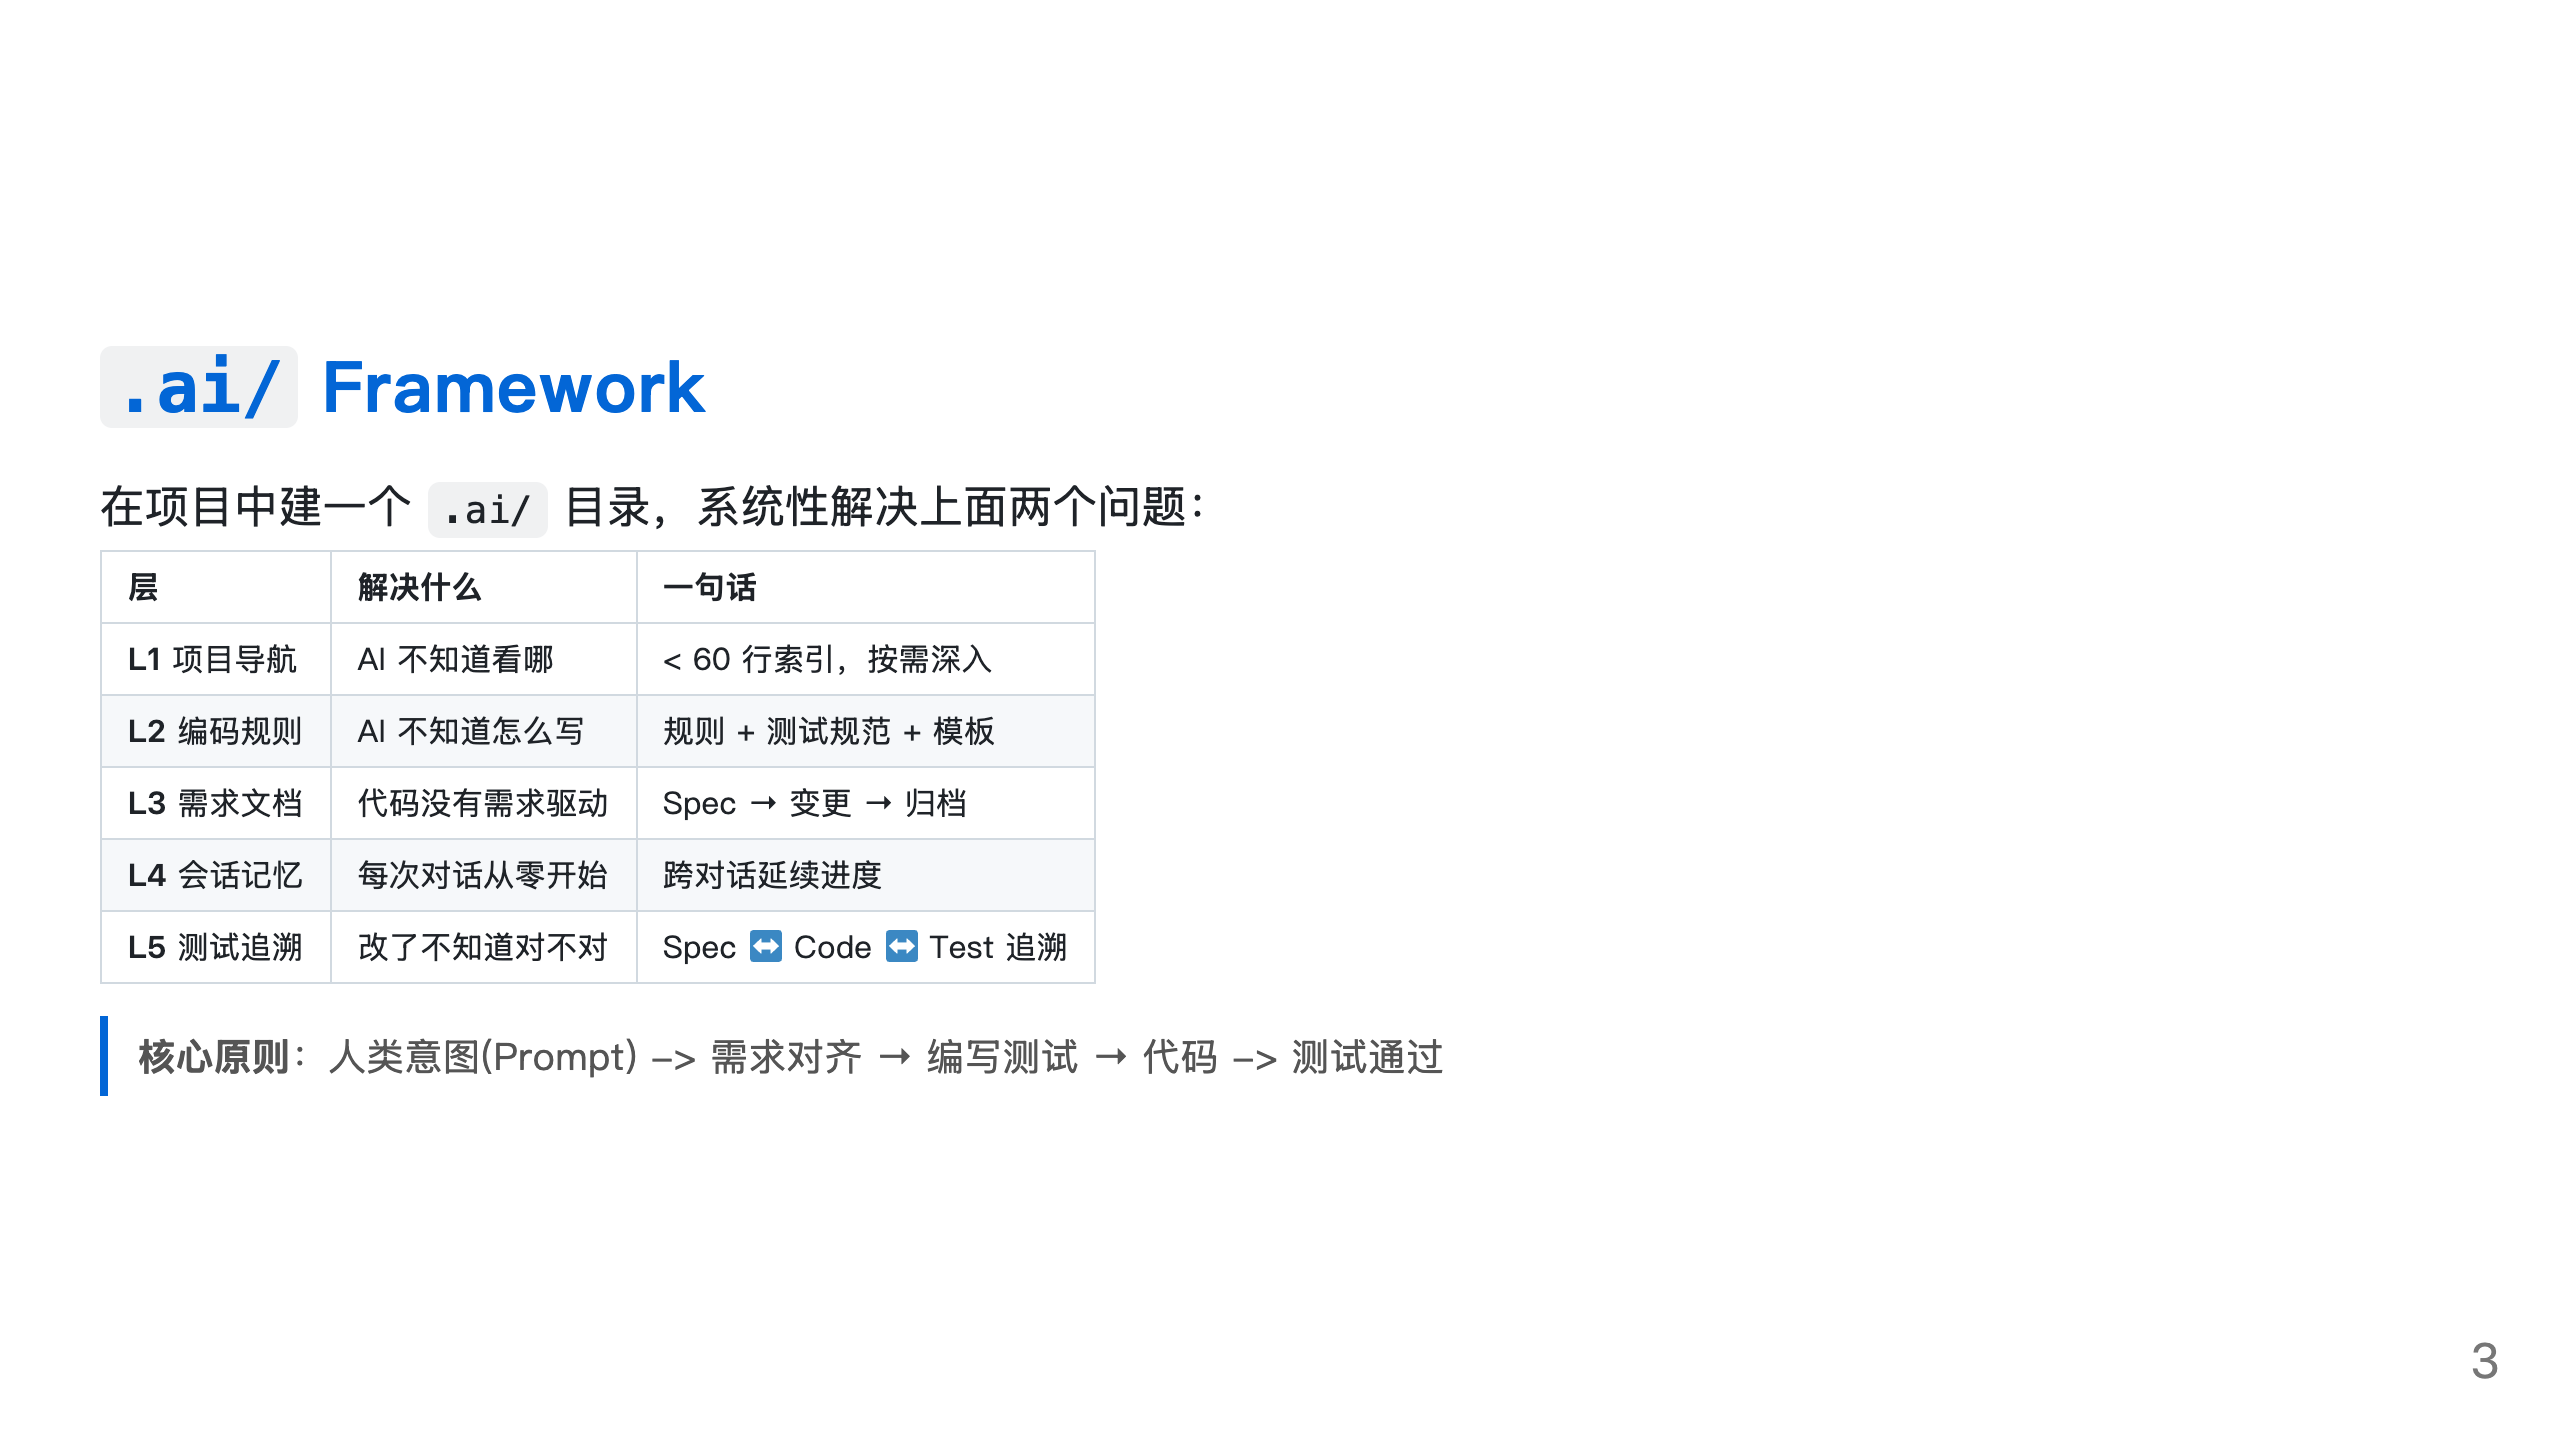 .ai/ Framework
在项目中建一个 .ai/ 目录，系统性解决上面两个问题：
层 解决什么 一句话
L1 项目导航 AI 不知道看哪 < 60 行索引，按需深入
L2 编码规则 AI 不知道怎么写 规则 + 测试规范 + 模板
L3 需求文档 代码没有需求驱动 Spec → 变更 → 归档
L4 会话记忆 每次对话从零开始 跨对话延续进度
L5 测试追溯 改了不知道对不对 Spec ↔️ Code ↔️ Test 追溯
核心原则：人类意图(Prompt) –> 需求对齐 → 编写测试 → 代码 –> 测试通过
3